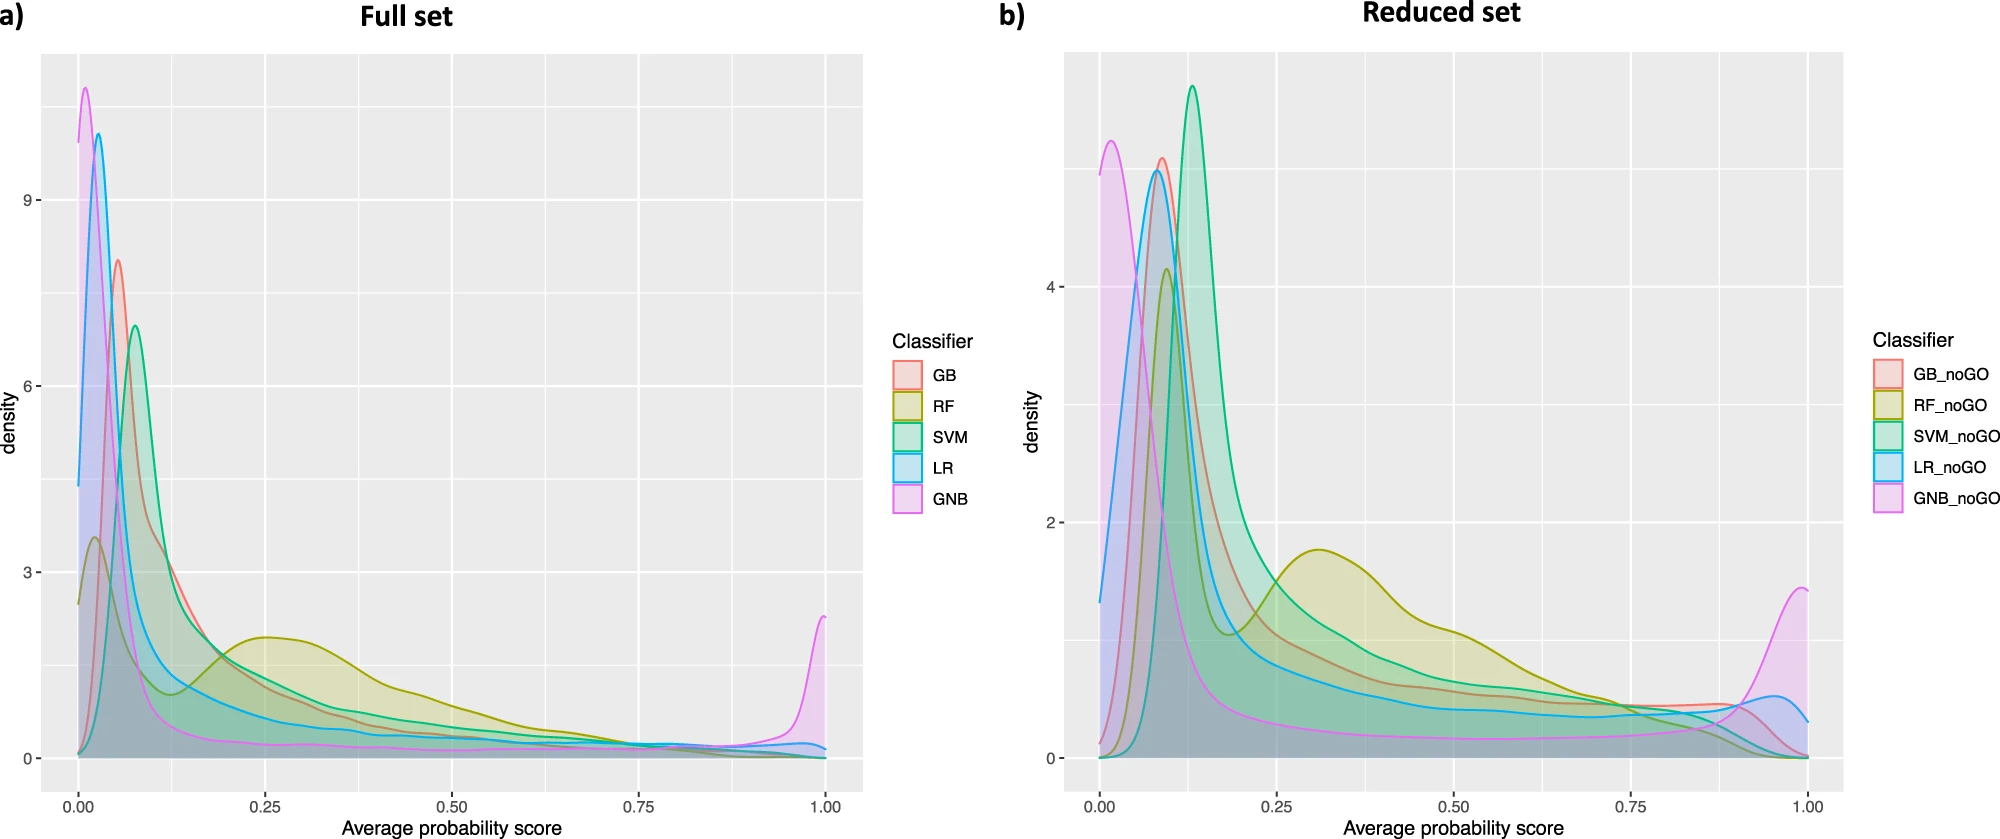 a)
Full set
density
9
6
3
0
0.00
0.25
0.50
0.75
1.00
Average probability score
Classifier
GB
RF
SVM
LR
GNB
b)
Reduced set
density
4
2
0
0.00
0.25
0.50
0.75
1.00
Average probability score
Classifier
GB_noGO
RF_noGO
SVM_noGO
LR_noGO
GNB_noGO